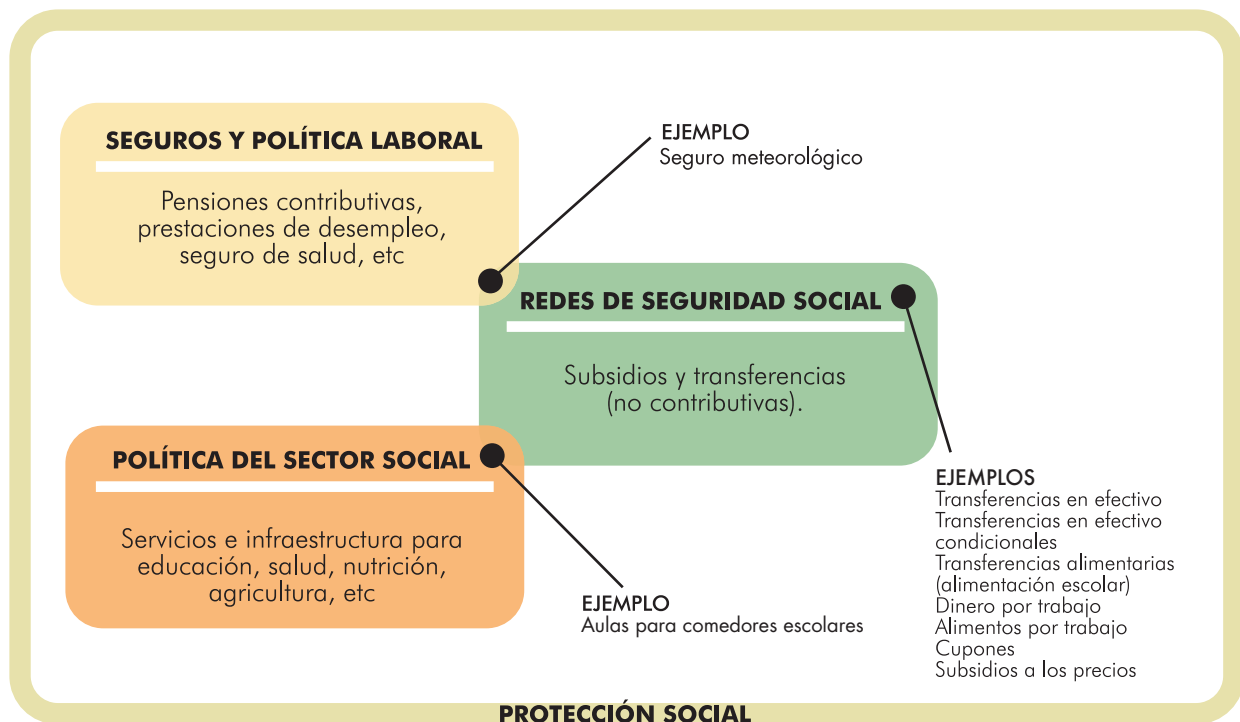 SEGUROS Y POLÍTICA LABORAL
Pensiones contributivas,
prestaciones de desempleo,
seguro de salud, etc
EJEMPLO
Seguro meteorológico
REDES DE SEGURIDAD SOCIAL
Subsidios y transferencias
(no contributivas).
POLÍTICA DEL SECTOR SOCIAL
Servicios e infraestructura para
educación, salud, nutrición,
agricultura, etc
EJEMPLO
Aulas para comedores escolares
EJEMPLOS
Transferencias en efectivo
Transferencias en efectivo
condicionales
Transferencias alimentarias
(alimentación escolar)
Dinero por trabajo
Alimentos por trabajo
Cupones
Subsidios a los precios
PROTECCIÓN SOCIAL